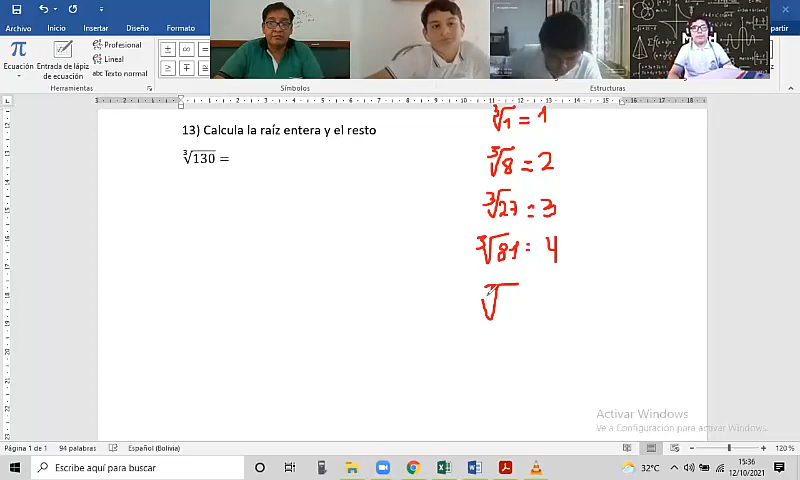 Archivo Inicio Insertar Diseño Formato
partir
Ecuación
Entrada de lápiz de ecuación
Profesional
Lineal
abc Texto normal
Herramientas Símbolos Estructuras
13) Calcula la raíz entera y el resto
∛130 =
∛1 = 1
∛8 = 2
∛27 = 3
∛81 = 4
√
Activar Windows
Ve a Configuración para activar Windows.
Página 1 de 1 94 palabras Español (Bolivia) 120 %
Escribe aquí para buscar
32°C
15:36
12/10/2021